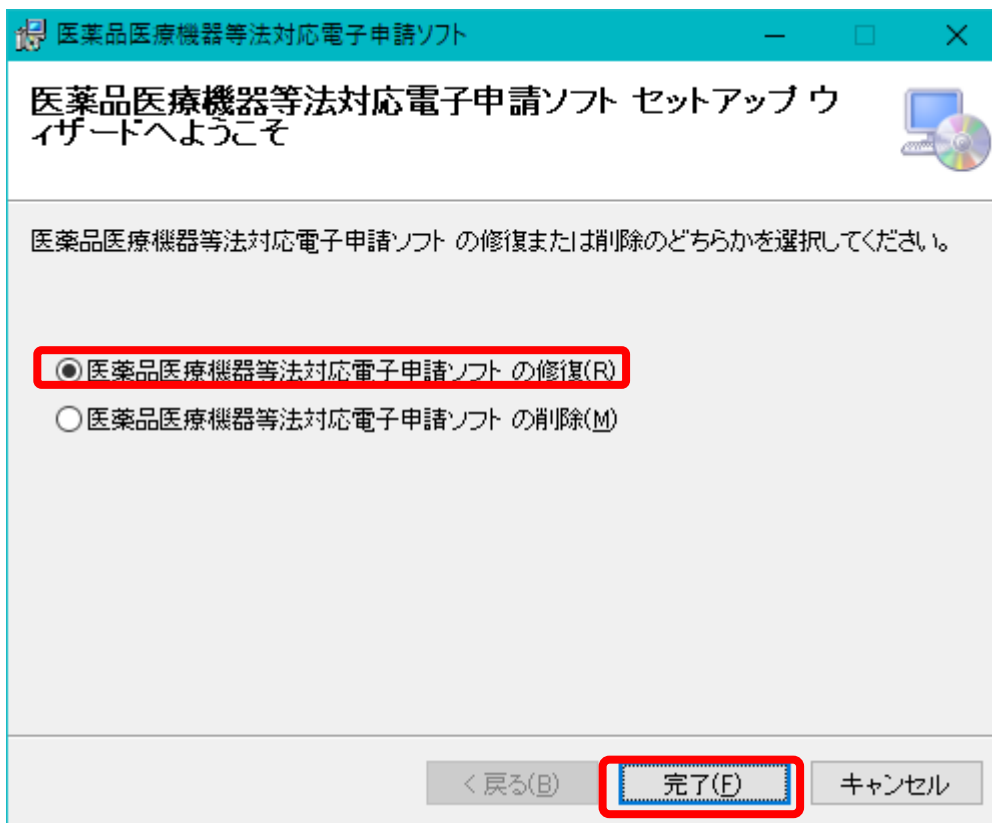 医薬品医療機器等法対応電子申請ソフト
医薬品医療機器等法対応電子申請ソフト セットアップ ウ
ィザードへようこそ
医薬品医療機器等法対応電子申請ソフト の修復または削除のどちらかを選択してください。
医薬品医療機器等法対応電子申請ソフト の修復(R)
医薬品医療機器等法対応電子申請ソフト の削除(M)
< 戻る(B) 完了(F) キャンセル